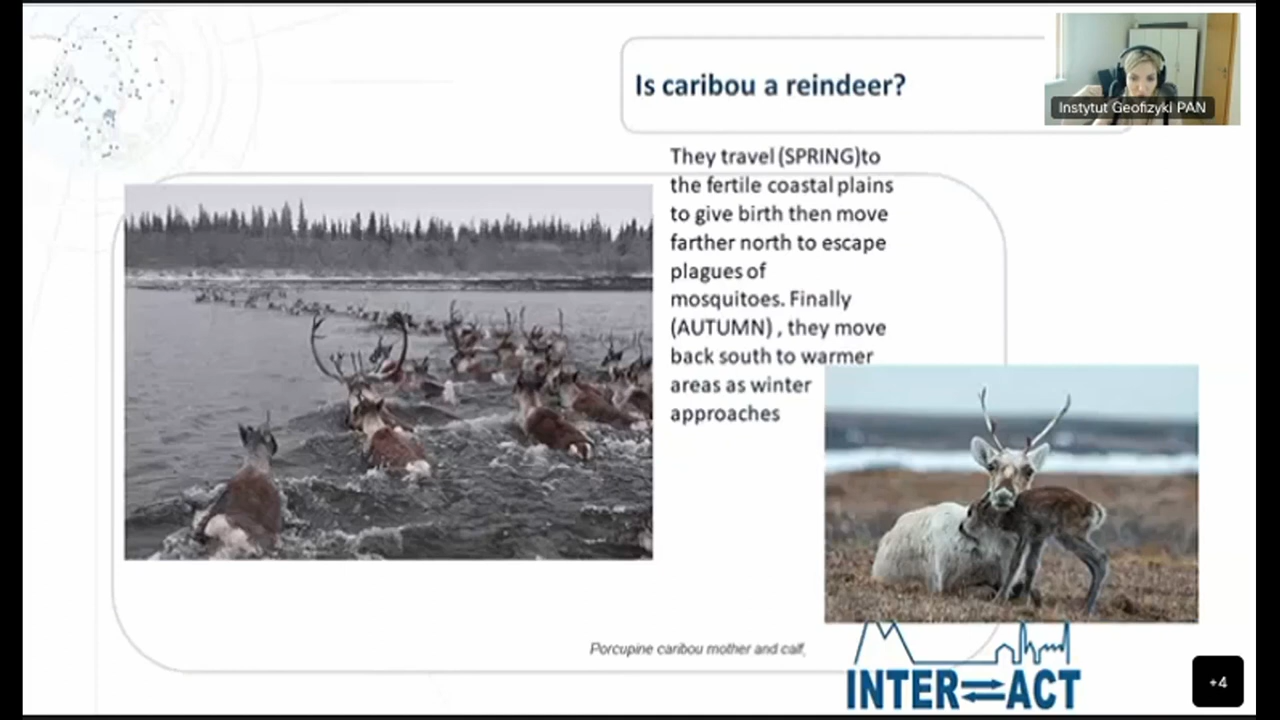 Is caribou a reindeer?
Instytut Geofizyki PAN
They travel (SPRING)to
the fertile coastal plains
to give birth then move
farther north to escape
plagues of
mosquitoes. Finally
(AUTUMN) , they move
back south to warmer
areas as winter
approaches
Porcupine caribou mother and calf,
INTER ACT
+4